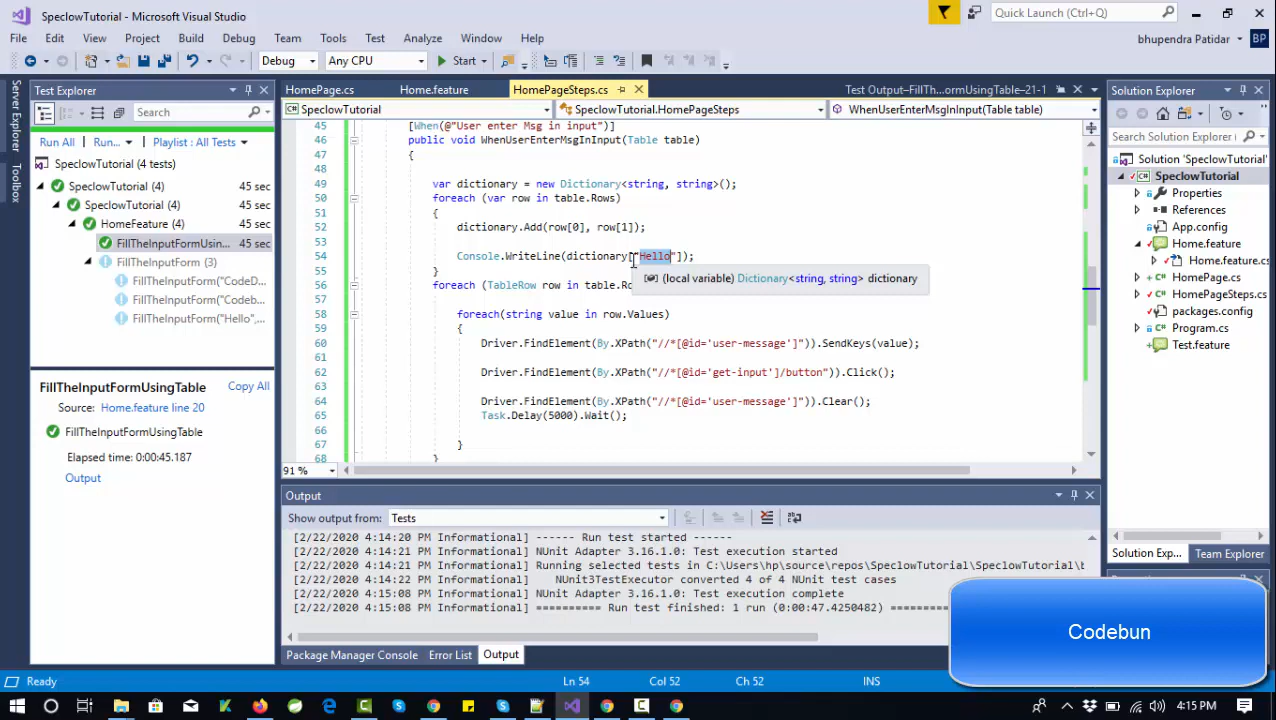 SpeclowTutorial - Microsoft Visual Studio
Quick Launch (Ctrl+Q)
File Edit View Project Build Debug Team Tools Test Analyze Window Help
bhupendra Patidar BP
Debug Any CPU Start
Server Explorer
Toolbox
Test Explorer
Search
Run All Run... Playlist : All Tests
SpeclowTutorial (4 tests)
SpeclowTutorial (4) 45 sec
SpeclowTutorial (4) 45 sec
HomeFeature (4) 45 sec
FillTheInputFormUsin... 45 sec
FillTheInputForm (3)
FillTheInputForm("CodeD...
FillTheInputForm("Codeb...
FillTheInputForm("Hello",...
FillTheInputFormUsingTable Copy All
Source: Home.feature line 20
FillTheInputFormUsingTable
Elapsed time: 0:00:45.187
Output
HomePage.cs Home.feature HomePageSteps.cs Test Output-FillTh...ormUsingTable-21-1
SpeclowTutorial SpeclowTutorial.HomePageSteps WhenUserEnterMsgInInput(Table table)
45 [When(@"User enter Msg in input")]
46 public void WhenUserEnterMsgInInput(Table table)
47 {
48
49 var dictionary = new Dictionary<string, string>();
50 foreach (var row in table.Rows)
51 {
52 dictionary.Add(row[0], row[1]);
53
54 Console.WriteLine(dictionary["Hello"]);
55 }
(local variable) Dictionary<string, string> dictionary
56 foreach (TableRow row in table.Ro
57
58 foreach(string value in row.Values)
59 {
60 Driver.FindElement(By.XPath("//*[@id='user-message']")).SendKeys(value);
61
62 Driver.FindElement(By.XPath("//*[@id='get-input']/button")).Click();
63
64 Driver.FindElement(By.XPath("//*[@id='user-message']")).Clear();
65 Task.Delay(5000).Wait();
66
67 }
68 }
91 %
Output
Show output from: Tests
[2/22/2020 4:14:20 PM Informational] ------ Run test started ------
[2/22/2020 4:14:22 PM Informational] NUnit Adapter 3.16.1.0: Test execution started
[2/22/2020 4:14:22 PM Informational] Running selected tests in C:\Users\hp\source\repos\SpeclowTutorial\SpeclowTutorial\b
[2/22/2020 4:14:22 PM Informational] NUnit3TestExecutor converted 4 of 4 NUnit test cases
[2/22/2020 4:15:08 PM Informational] NUnit Adapter 3.16.1.0: Test execution complete
[2/22/2020 4:15:08 PM Informational] ========== Run test finished: 1 run (0:00:47.4250482) =========
Package Manager Console Error List Output
Solution Explorer
Search Solution Explorer
Solution 'SpeclowTutorial'
SpeclowTutorial
Properties
References
App.config
Home.feature
Home.feature.cs
HomePage.cs
HomePageSteps.cs
packages.config
Program.cs
Test.feature
Solution Exp... Team Explorer
Codebun
Ready Ln 54 Col 52 Ch 52 INS
4:15 PM